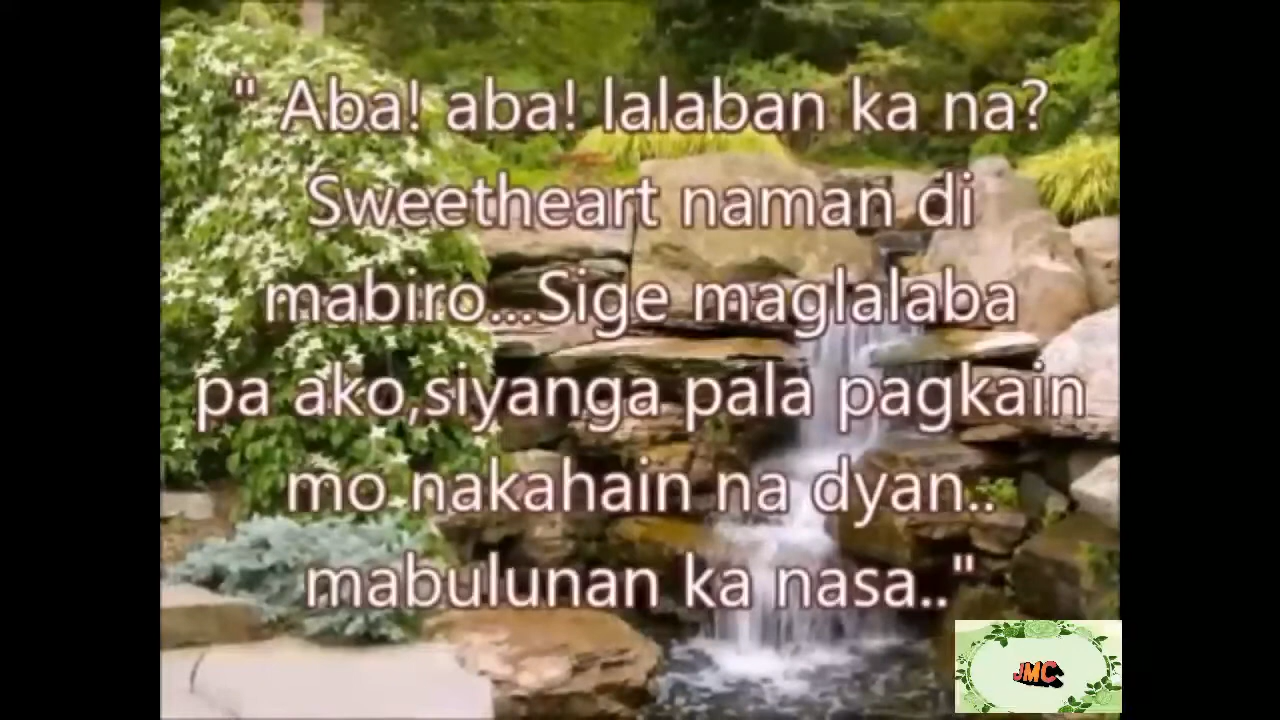 " Aba! aba! lalaban ka na?
Sweetheart naman di
mabiro...Sige maglalaba
pa ako,siyanga pala pagkain
mo nakahain na dyan..
mabulunan ka nasa.."
JMC